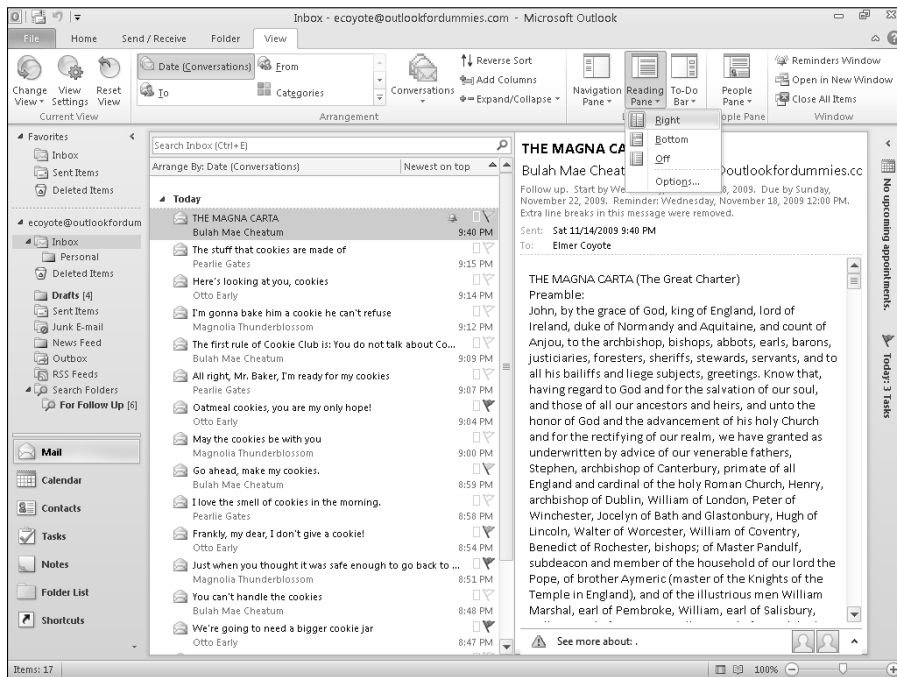 Inbox - ecoyote@outlookfordummies.com - Microsoft Outlook
File Home Send / Receive Folder View
Change View View Settings Reset View
Current View
Date (Conversations) From
To Categories
Conversations
Reverse Sort
Add Columns
Expand/Collapse
Arrangement
Navigation Pane Reading Pane To-Do Bar
People Pane
ople Pane
Reminders Window
Open in New Window
Close All Items
Window
Right
Bottom
Off
Options...
Favorites
Inbox
Sent Items
Deleted Items
ecoyote@outlookfordum
Inbox
Personal
Deleted Items
Drafts [4]
Sent Items
Junk E-mail
News Feed
Outbox
RSS Feeds
Search Folders
For Follow Up [6]
Mail
Calendar
Contacts
Tasks
Notes
Folder List
Shortcuts
Search Inbox (Ctrl+E)
Arrange By: Date (Conversations) Newest on top
Today
THE MAGNA CARTA
Bulah Mae Cheatum 9:40 PM
The stuff that cookies are made of
Pearlie Gates 9:15 PM
Here's looking at you, cookies
Otto Early 9:14 PM
I'm gonna bake him a cookie he can't refuse
Magnolia Thunderblossom 9:12 PM
The first rule of Cookie Club is: You do not talk about Co...
Bulah Mae Cheatum 9:09 PM
All right, Mr. Baker, I'm ready for my cookies
Pearlie Gates 9:07 PM
Oatmeal cookies, you are my only hope!
Otto Early 9:04 PM
May the cookies be with you
Magnolia Thunderblossom 9:00 PM
Go ahead, make my cookies.
Bulah Mae Cheatum 8:59 PM
I love the smell of cookies in the morning.
Pearlie Gates 8:58 PM
Frankly, my dear, I don't give a cookie!
Otto Early 8:54 PM
Just when you thought it was safe enough to go back to ...
Magnolia Thunderblossom 8:51 PM
You can't handle the cookies
Bulah Mae Cheatum 8:48 PM
We're going to need a bigger cookie jar
Otto Early 8:47 PM
THE MAGNA CA
Bulah Mae Cheat outlookfordummies.cc
Follow up. Start by We 8, 2009. Due by Sunday,
November 22, 2009. Reminder: Wednesday, November 18, 2009 12:00 PM.
Extra line breaks in this message were removed.
Sent: Sat 11/14/2009 9:40 PM
To: Elmer Coyote
THE MAGNA CARTA (The Great Charter)
Preamble:
John, by the grace of God, king of England, lord of
Ireland, duke of Normandy and Aquitaine, and count of
Anjou, to the archbishop, bishops, abbots, earls, barons,
justiciaries, foresters, sheriffs, stewards, servants, and to
all his bailiffs and liege subjects, greetings. Know that,
having regard to God and for the salvation of our soul,
and those of all our ancestors and heirs, and unto the
honor of God and the advancement of his holy Church
and for the rectifying of our realm, we have granted as
underwritten by advice of our venerable fathers,
Stephen, archbishop of Canterbury, primate of all
England and cardinal of the holy Roman Church, Henry,
archbishop of Dublin, William of London, Peter of
Winchester, Jocelyn of Bath and Glastonbury, Hugh of
Lincoln, Walter of Worcester, William of Coventry,
Benedict of Rochester, bishops; of Master Pandulf,
subdeacon and member of the household of our lord the
Pope, of brother Aymeric (master of the Knights of the
Temple in England), and of the illustrious men William
Marshal, earl of Pembroke, William, earl of Salisbury,
See more about: .
No upcoming appointments.
Today: 3 Tasks
Items: 17
100%